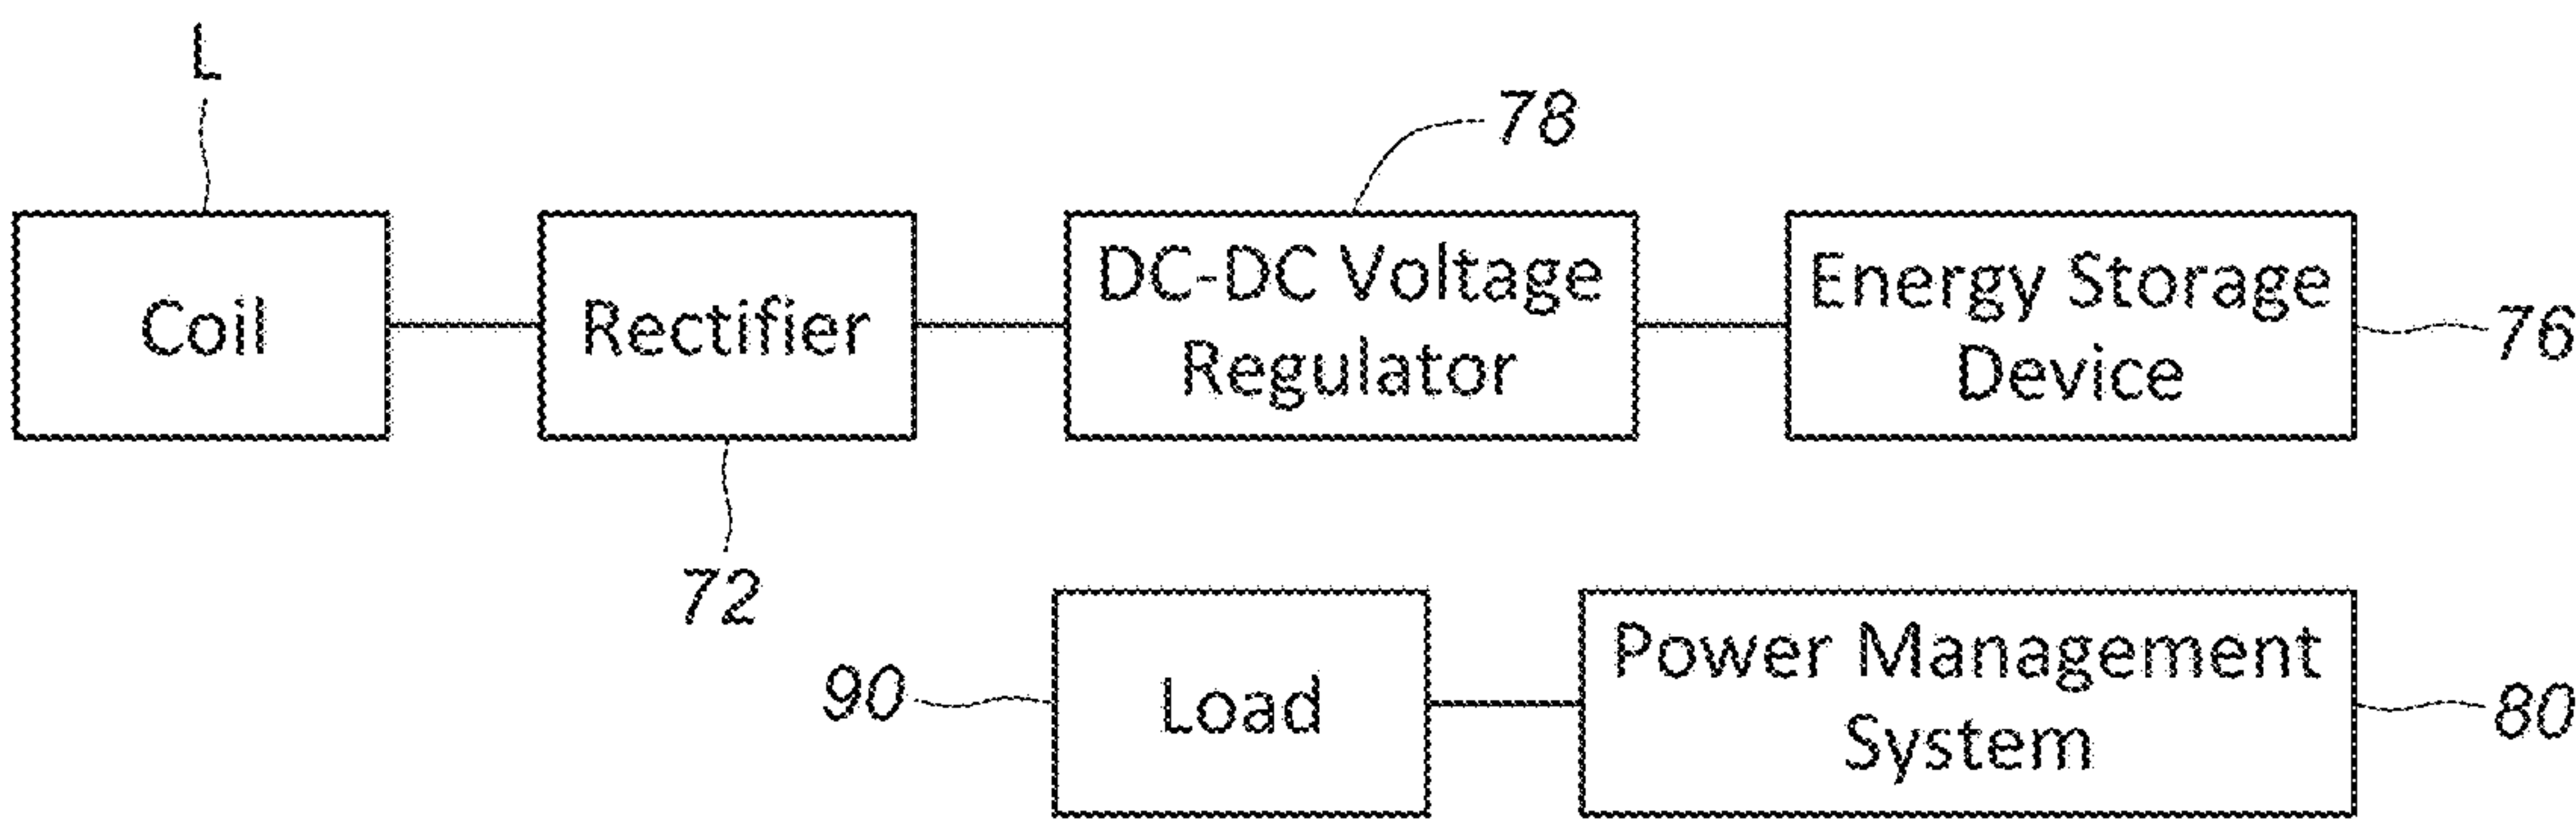 L
78
Coil
Rectifier
DC-DC Voltage
Regulator
Energy Storage
Device
76
72
90
Load
Power Management
System
80